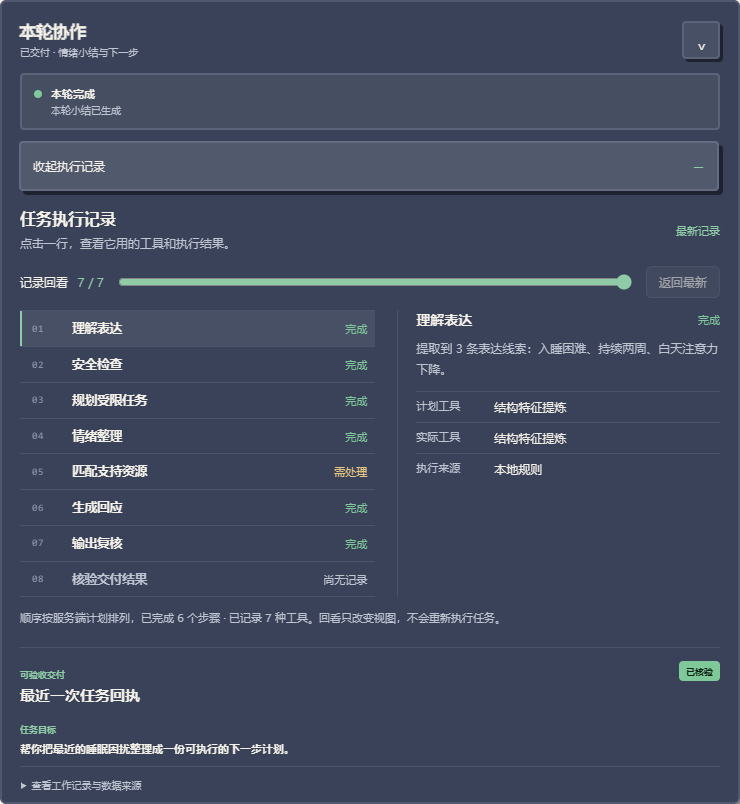 本轮协作
已交付 · 情绪小结与下一步
v
本轮完成
本轮小结已生成
收起执行记录
—
任务执行记录
点击一行，查看它用的工具和执行结果。
最新记录
记录回看 7 / 7
返回最新
01 理解表达 完成
02 安全检查 完成
03 规划受限任务 完成
04 情绪整理 完成
05 匹配支持资源 需处理
06 生成回应 完成
07 输出复核 完成
08 核验交付结果 尚无记录
理解表达 完成
提取到 3 条表达线索：入睡困难、持续两周、白天注意力
下降。
计划工具 结构特征提炼
实际工具 结构特征提炼
执行来源 本地规则
顺序按服务端计划排列，已完成 6 个步骤 · 已记录 7 种工具。回看只改变视图，不会重新执行任务。
可验收交付
已核验
最近一次任务回执
任务目标
帮你把最近的睡眠困扰整理成一份可执行的下一步计划。
查看工作记录与数据来源